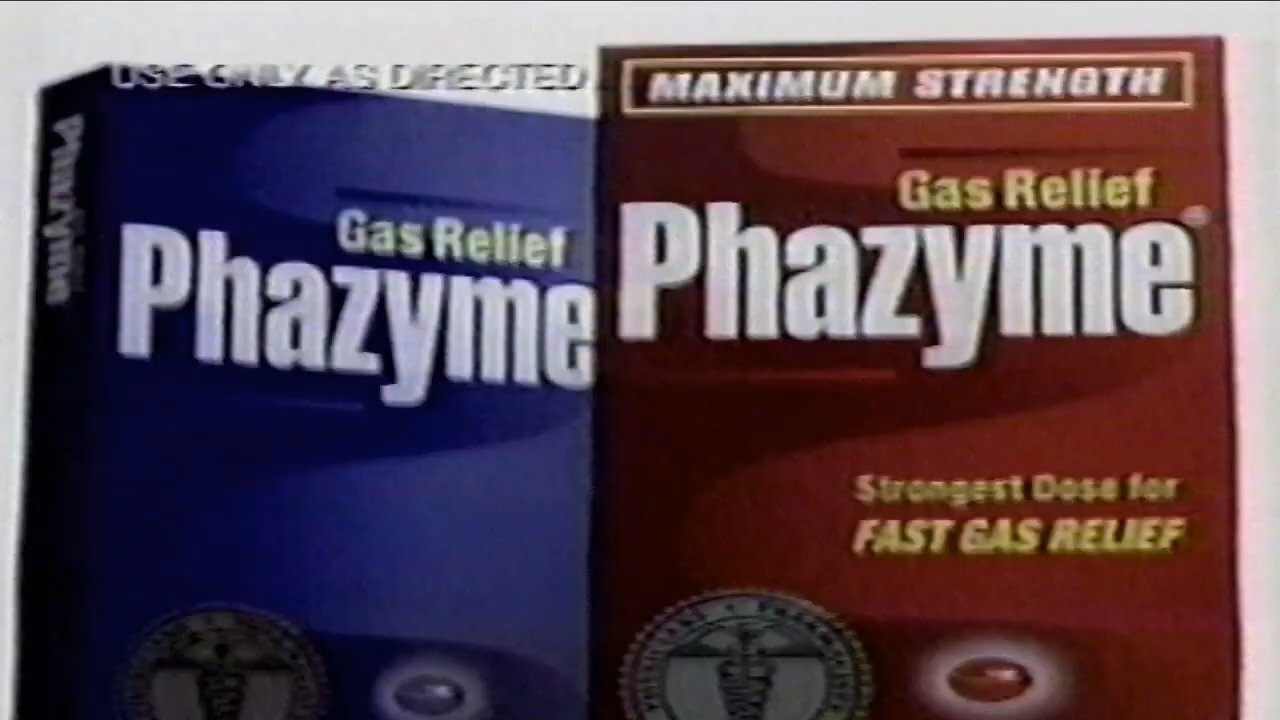 USE ONLY AS DIRECTED.
Phazyme
Gas Relief
Phazyme
MAXIMUM STRENGTH
Gas Relief
Phazyme®
Strongest Dose for
FAST GAS RELIEF